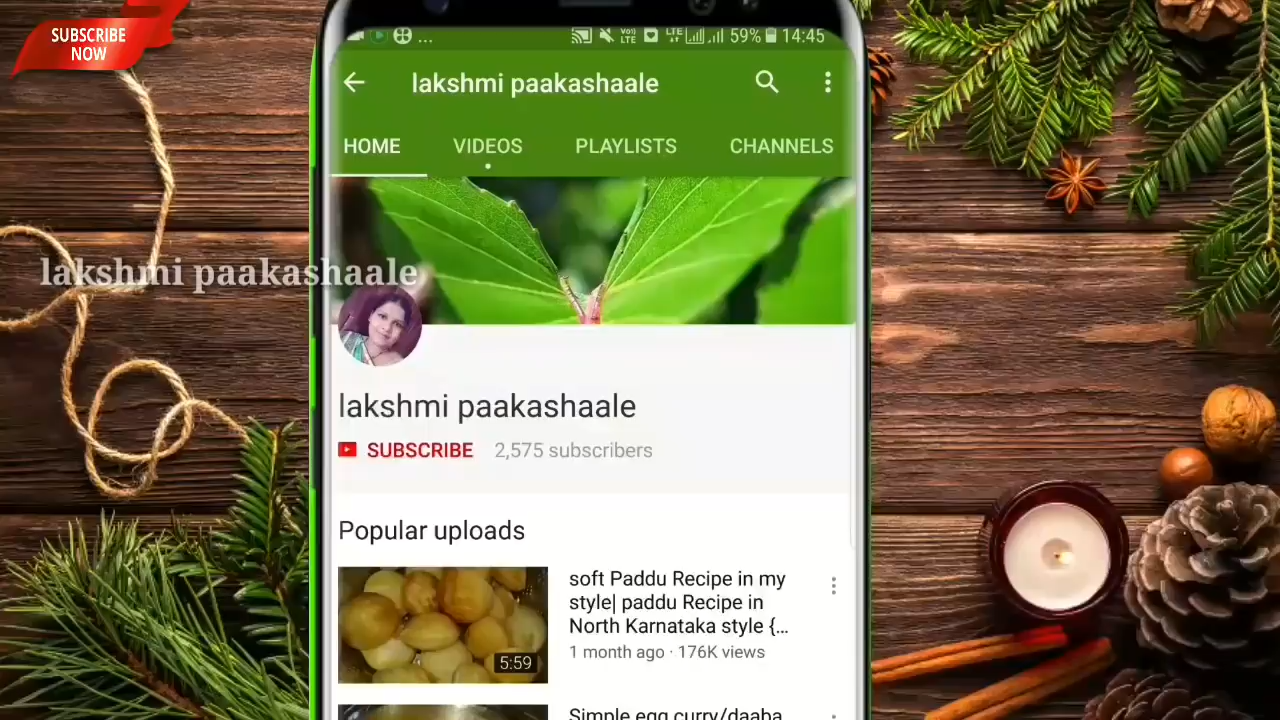 SUBSCRIBE
NOW
... LTE 59% 14:45
lakshmi paakashaale
HOME VIDEOS PLAYLISTS CHANNELS
lakshmi paakashaale
lakshmi paakashaale
SUBSCRIBE 2,575 subscribers
Popular uploads
soft Paddu Recipe in my
style| paddu Recipe in
North Karnataka style {...
5:59
1 month ago · 176K views
Simple egg curry/daaba